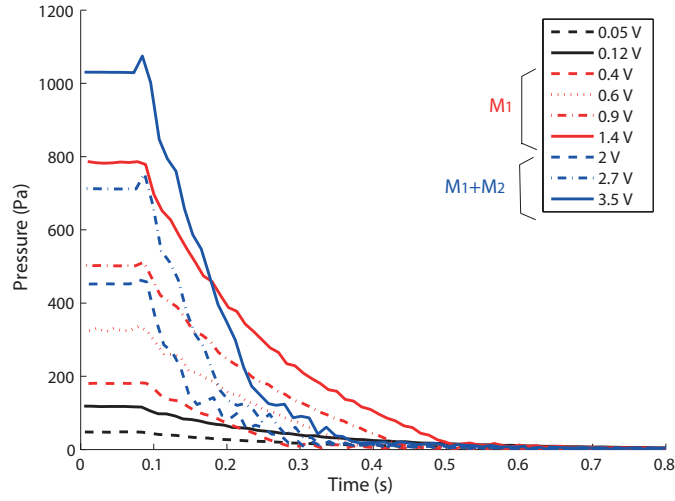 1200
1000
800
600
400
200
0
Pressure (Pa)
0
0.1
0.2
0.3
0.4
0.5
0.6
0.7
0.8
Time (s)
M1
M1+M2
0.05 V
0.12 V
0.4 V
0.6 V
0.9 V
1.4 V
2 V
2.7 V
3.5 V